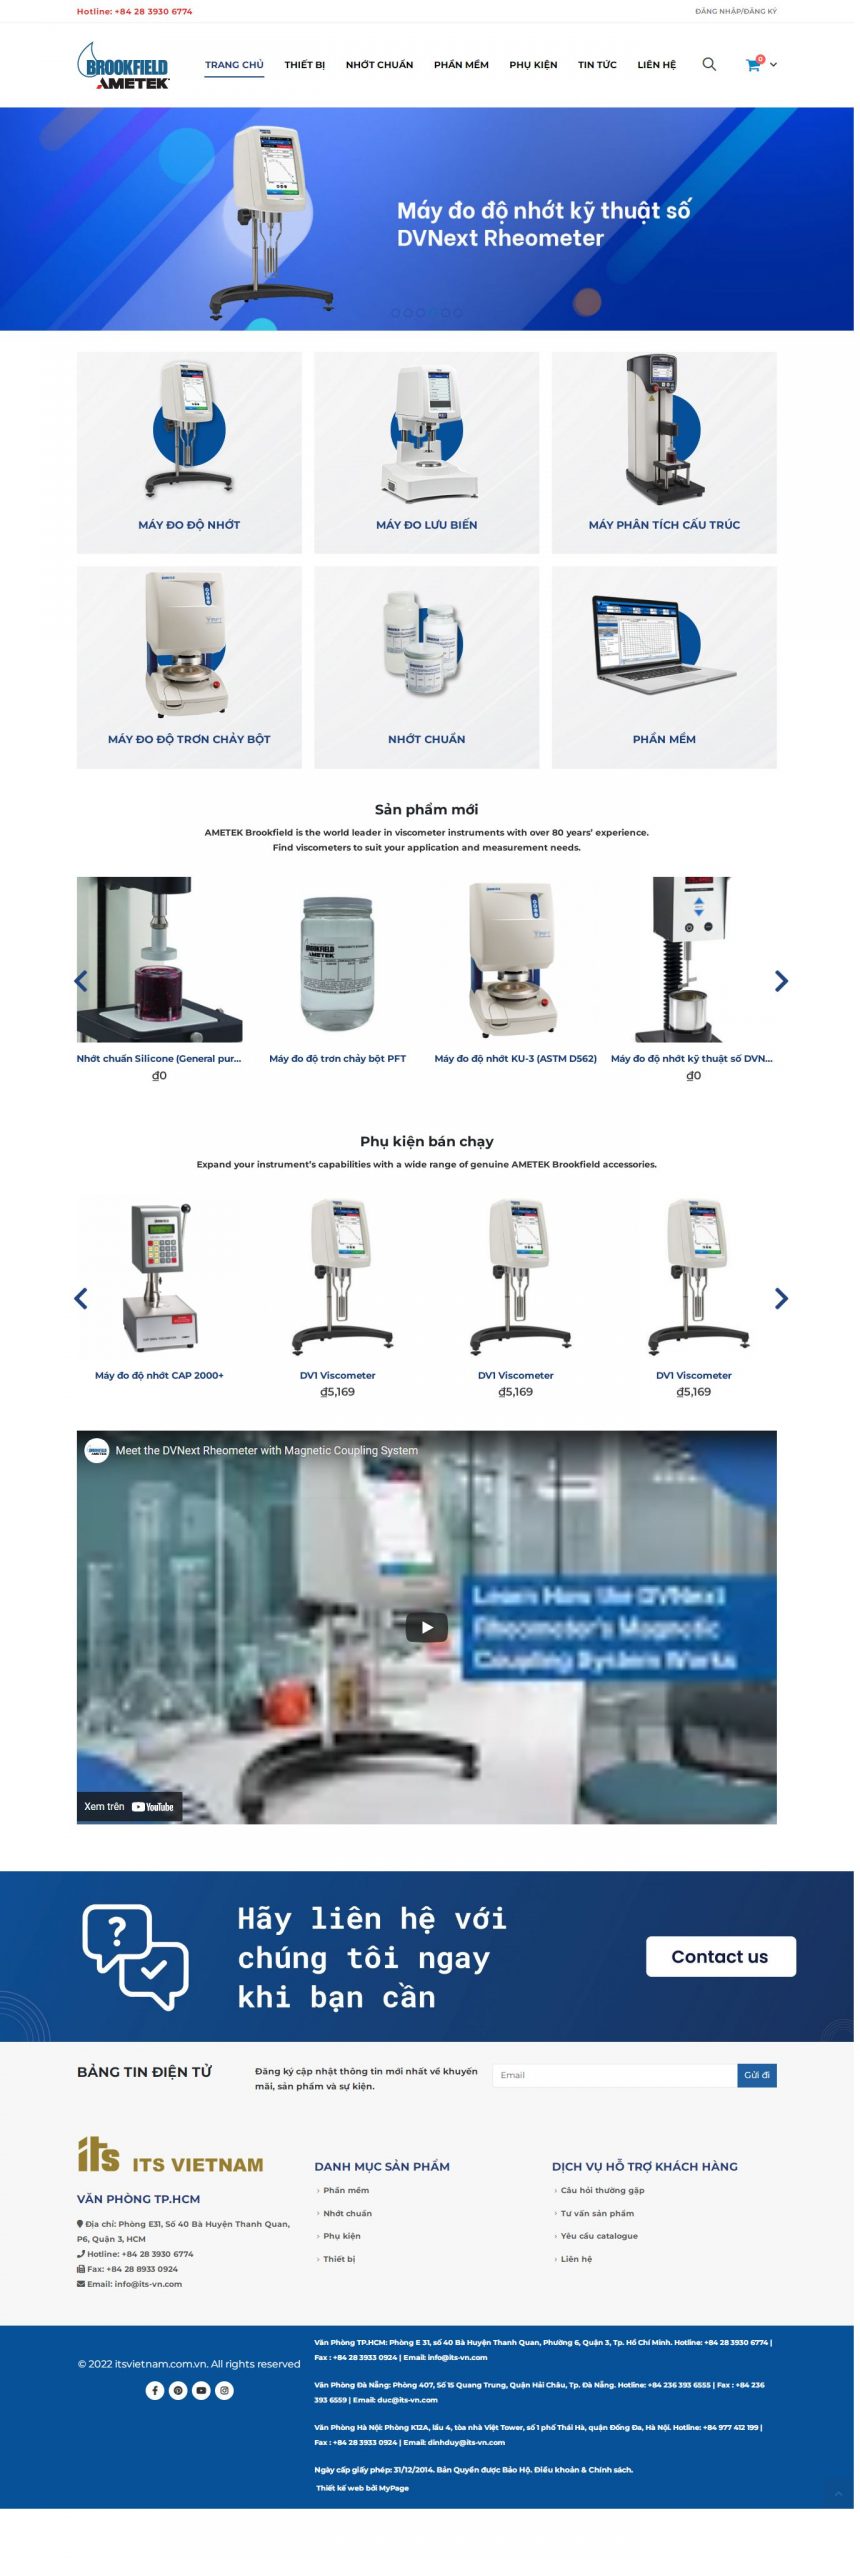 Hotline: +84 28 3930 6774
ĐĂNG NHẬP/ĐĂNG KÝ
BROOKFIELD
AMETEK
TRANG CHỦ
THIẾT BỊ
NHỚT CHUẨN
PHẦN MỀM
PHỤ KIỆN
TIN TỨC
LIÊN HỆ
0
Máy đo độ nhớt kỹ thuật số
DVNext Rheometer
MÁY ĐO ĐỘ NHỚT
MÁY ĐO LƯU BIẾN
MÁY PHÂN TÍCH CẤU TRÚC
MÁY ĐO ĐỘ TRƠN CHẢY BỘT
NHỚT CHUẨN
PHẦN MỀM
Sản phẩm mới
AMETEK Brookfield is the world leader in viscometer instruments with over 80 years’ experience.
Find viscometers to suit your application and measurement needs.
BROOKFIELD
AMETEK
Nhớt chuẩn Silicone (General pur...
Máy đo độ trơn chảy bột PFT
Máy đo độ nhớt KU-3 (ASTM D562)
Máy đo độ nhớt kỹ thuật số DVN...
₫0
₫0
Phụ kiện bán chạy
Expand your instrument’s capabilities with a wide range of genuine AMETEK Brookfield accessories.
Máy đo độ nhớt CAP 2000+
DV1 Viscometer
DV1 Viscometer
DV1 Viscometer
₫5,169
₫5,169
₫5,169
Meet the DVNext Rheometer with Magnetic Coupling System
Learn How the DVNext
Rheometer's Magnetic
Coupling System Works
Xem trên YouTube
Hãy liên hệ với
chúng tôi ngay
khi bạn cần
Contact us
BẢNG TIN ĐIỆN TỬ
Đăng ký cập nhật thông tin mới nhất về khuyến
mãi, sản phẩm và sự kiện.
Email
Gửi đi
its ITS VIETNAM
VĂN PHÒNG TP.HCM
Địa chỉ: Phòng E31, Số 40 Bà Huyện Thanh Quan,
P6, Quận 3, HCM
Hotline: +84 28 3930 6774
Fax: +84 28 8933 0924
Email: info@its-vn.com
DANH MỤC SẢN PHẨM
› Phần mềm
› Nhớt chuẩn
› Phụ kiện
› Thiết bị
DỊCH VỤ HỖ TRỢ KHÁCH HÀNG
› Câu hỏi thường gặp
› Tư vấn sản phẩm
› Yêu cầu catalogue
› Liên hệ
© 2022 itsvietnam.com.vn. All rights reserved
Văn Phòng TP.HCM: Phòng E 31, số 40 Bà Huyện Thanh Quan, Phường 6, Quận 3, Tp. Hồ Chí Minh. Hotline: +84 28 3930 6774 |
Fax : +84 28 3933 0924 | Email: info@its-vn.com
Văn Phòng Đà Nẵng: Phòng 407, Số 15 Quang Trung, Quận Hải Châu, Tp. Đà Nẵng. Hotline: +84 236 393 6555 | Fax : +84 236
393 6559 | Email: duc@its-vn.com
Văn Phòng Hà Nội: Phòng K12A, lầu 4, tòa nhà Việt Tower, số 1 phố Thái Hà, quận Đống Đa, Hà Nội. Hotline: +84 977 412 199 |
Fax : +84 28 3933 0924 | Email: dinhduy@its-vn.com
Ngày cấp giấy phép: 31/12/2014. Bản Quyền được Bảo Hộ. Điều khoản & Chính sách.
Thiết kế web bởi MyPage